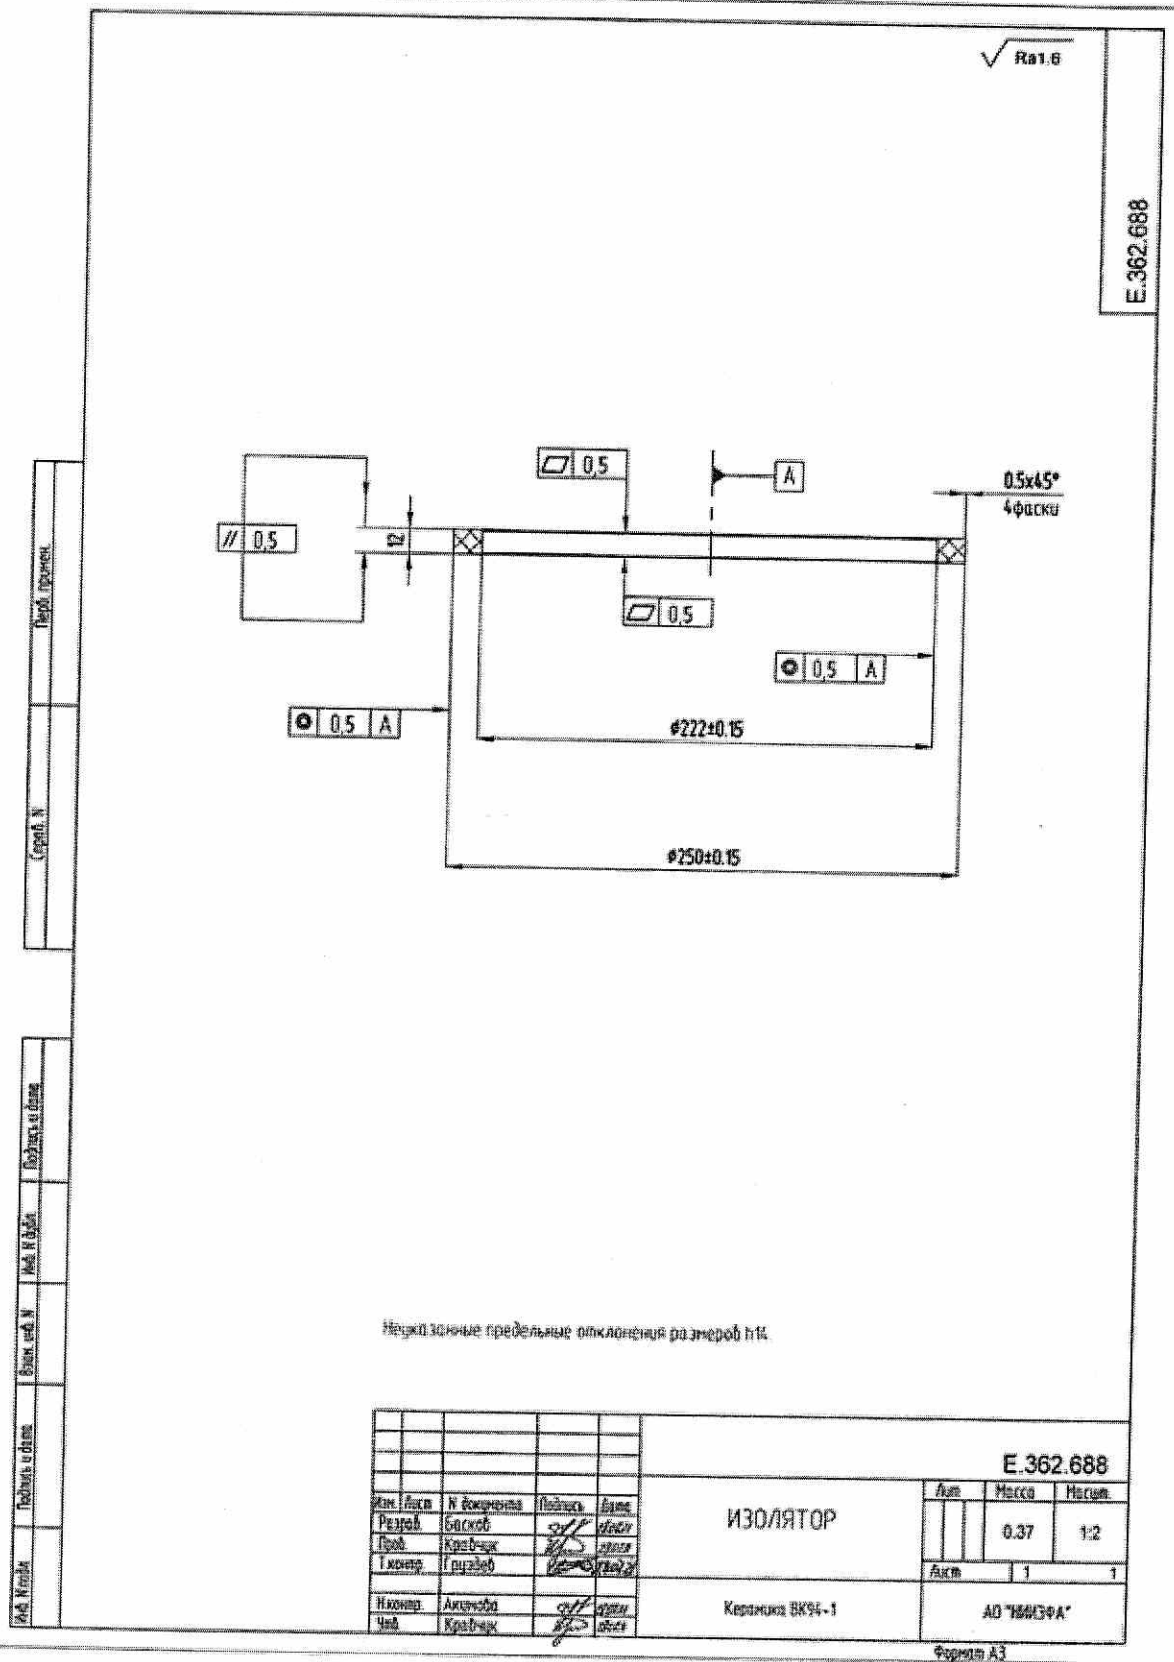 Ra1.6
E.362.688
0,5
A
0.5x45°
4 фаски
// 0,5
12
0,5
0,5 A
0,5 A
ø222±0.15
ø250±0.15
Перв. примен.
Справ. N
Подпись и дата
Инв. N дубл.
Взам. инв. N
Подпись и дата
Инв. N подл.
Неуказанные предельные отклонения размеров h14.
E.362.688
Изм. Лист N документа Подпись Дата
Разраб. Басков
Пров. Кравчук
Т.контр. Груздев
Н.контр.
Утв. Кравчук
ИЗОЛЯТОР
Лит Масса Масшт.
0.37 1:2
Лист 1 1
Керамика ВК94-1
АО "НИИЭФА"
Формат А3